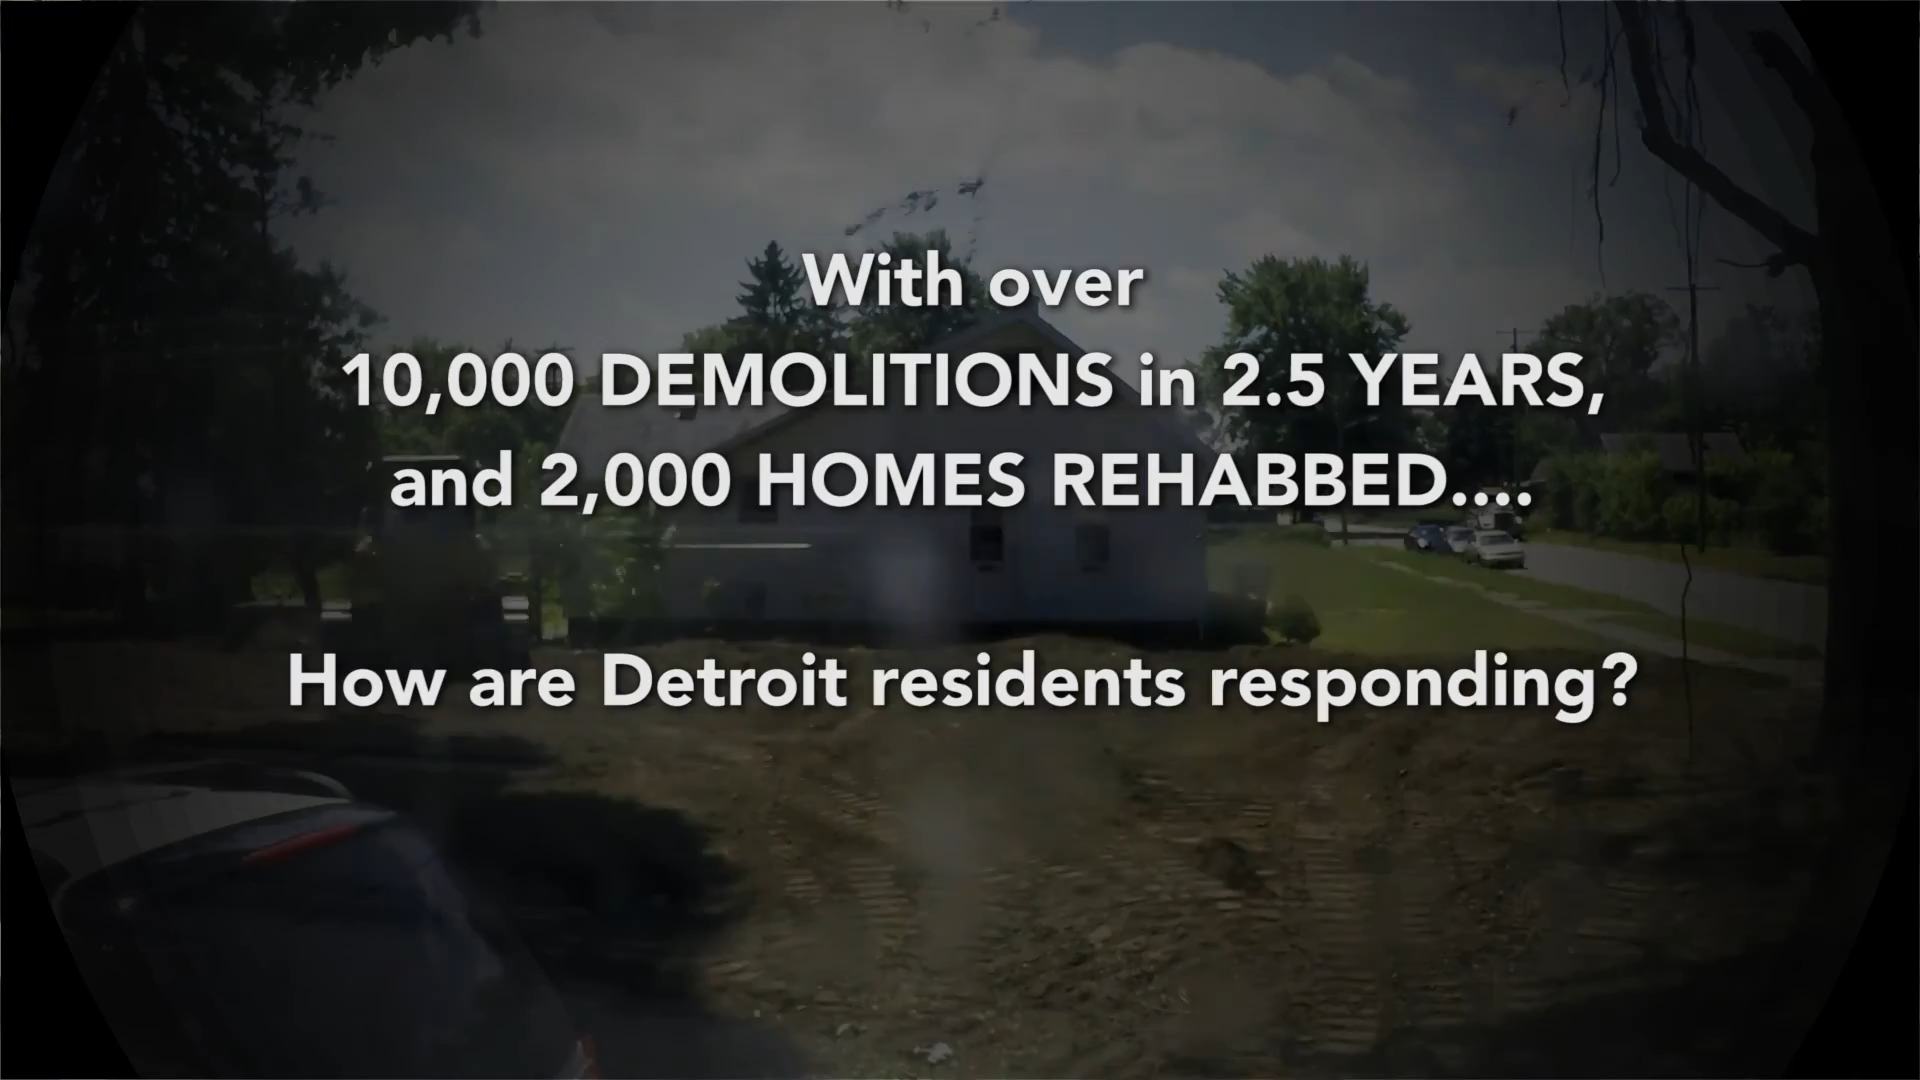 With over
10,000 DEMOLITIONS in 2.5 YEARS,
and 2,000 HOMES REHABBED....
How are Detroit residents responding?